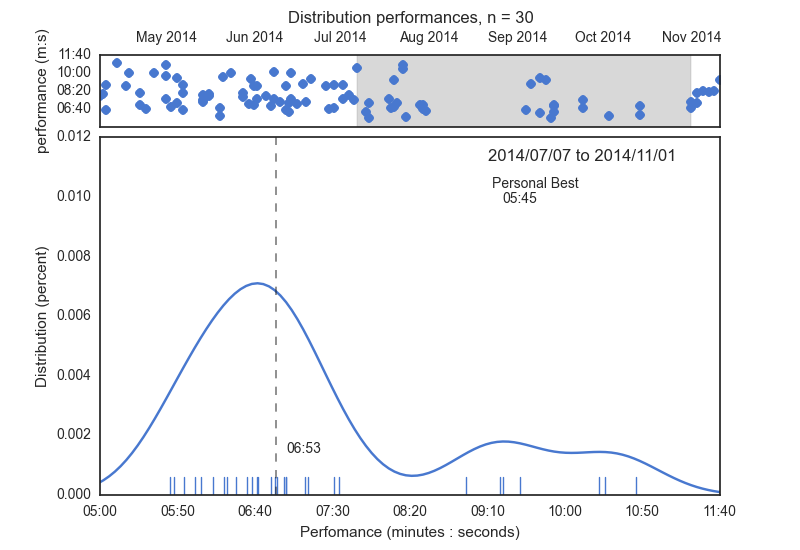 Distribution performances, n = 30
May 2014 Jun 2014 Jul 2014 Aug 2014 Sep 2014 Oct 2014 Nov 2014
performance (m:s)
11:40
10:00
08:20
06:40
Distribution (percent)
0.012
0.010
0.008
0.006
0.004
0.002
0.000
2014/07/07 to 2014/11/01
Personal Best
05:45
06:53
05:00 05:50 06:40 07:30 08:20 09:10 10:00 10:50 11:40
Perfomance (minutes : seconds)